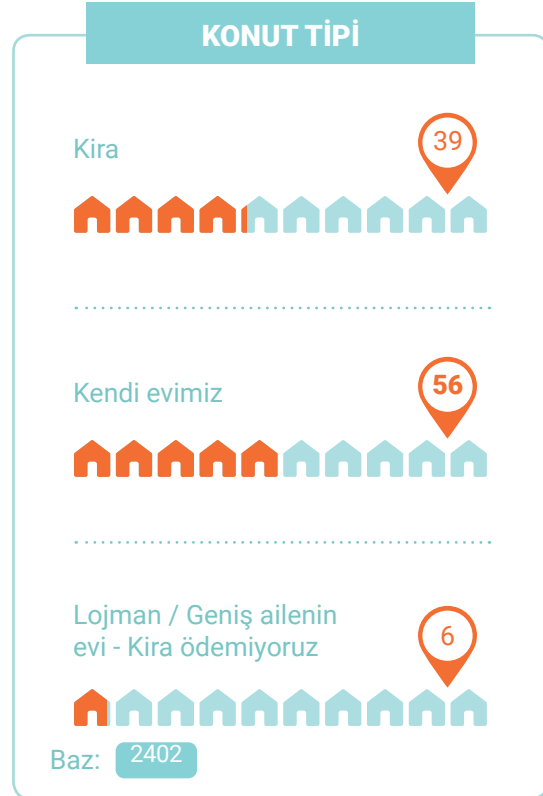 KONUT TİPİ
Kira
39
Kendi evimiz
56
Lojman / Geniş ailenin
evi - Kira ödemiyoruz
6
Baz: 2402